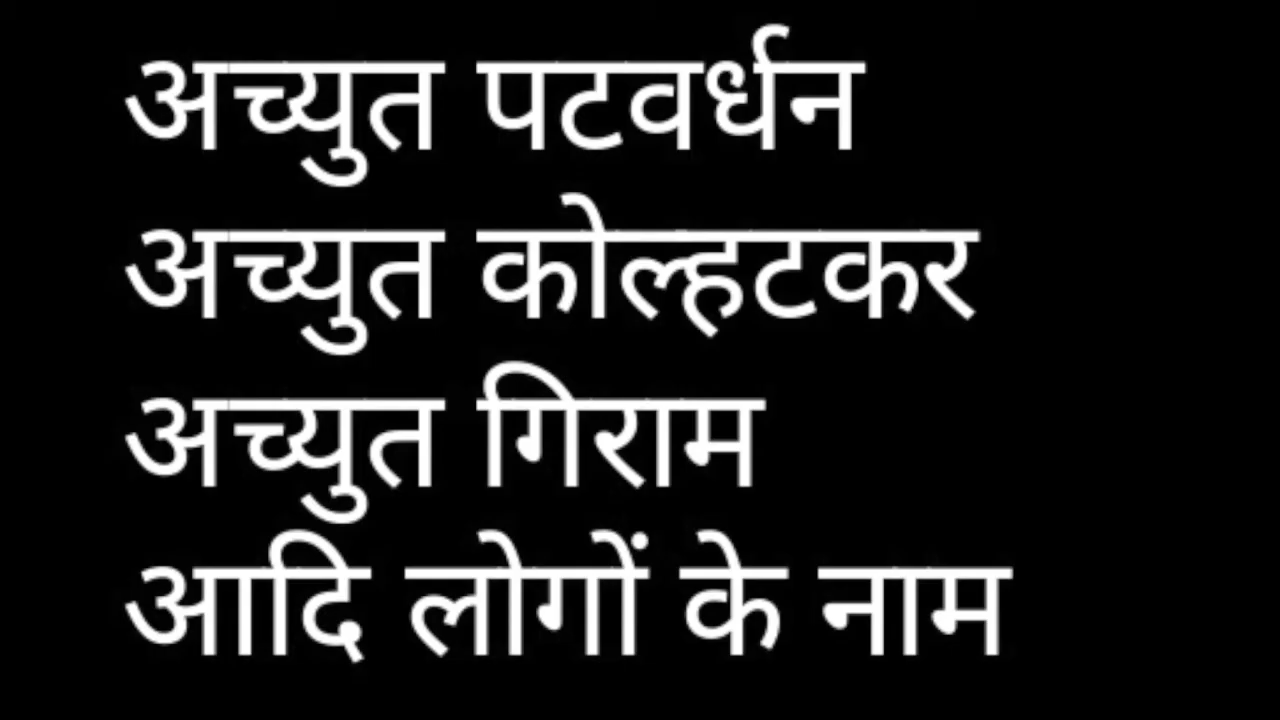 अच्युत पटवर्धन
अच्युत कोल्हटकर
अच्युत गिराम
आदि लोगों के नाम